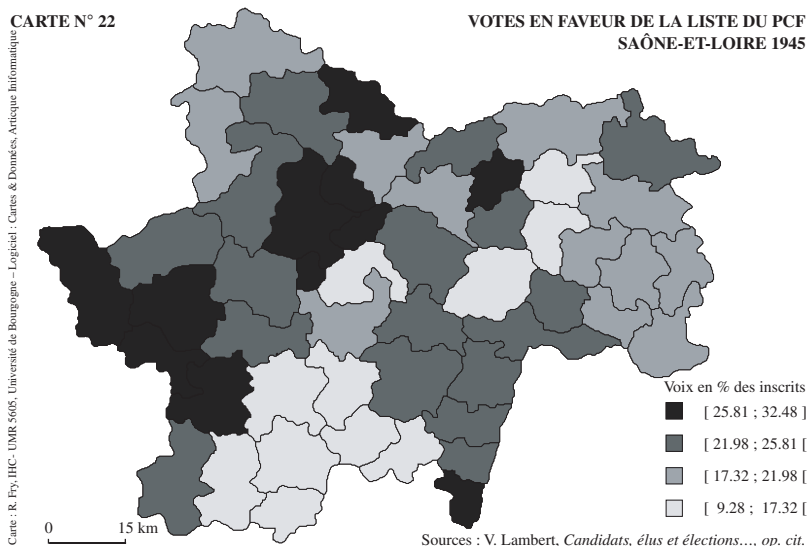 CARTE N° 22
VOTES EN FAVEUR DE LA LISTE DU PCF
SAÔNE-ET-LOIRE 1945
Carte : R. Fry, IHC- UMR 5605, Université de Bourgogne – Logiciel : Cartes & Données, Articque Informatique
Voix en % des inscrits
[ 25.81 ; 32.48 ]
[ 21.98 ; 25.81 [
[ 17.32 ; 21.98 [
[ 9.28 ; 17.32 [
0 15 km
Sources : V. Lambert, Candidats, élus et élections..., op. cit.